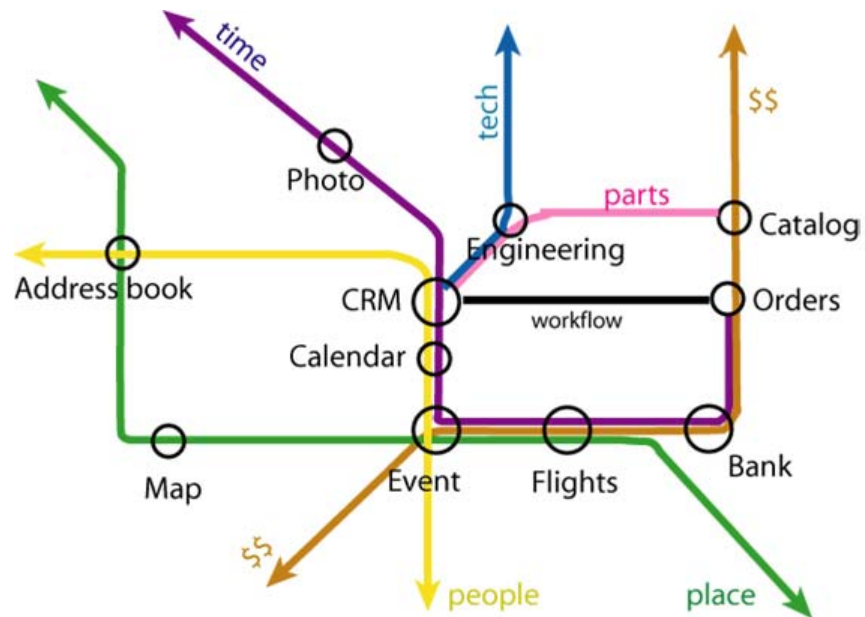 time
tech
$$
Photo
parts
Catalog
Engineering
Address book
CRM
Orders
workflow
Calendar
Map
Event
Flights
Bank
$$
people
place